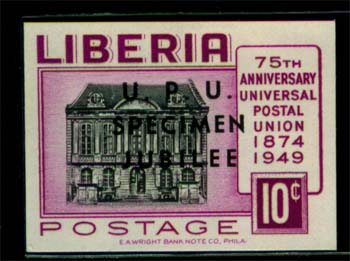 LIBERIA
75TH
ANNIVERSARY
UNIVERSAL
POSTAL
UNION
1874
1949
U. P. U.
SPECIMEN
JUBILEE
10¢
POSTAGE
E.A.WRIGHT BANK NOTE CO., PHILA.